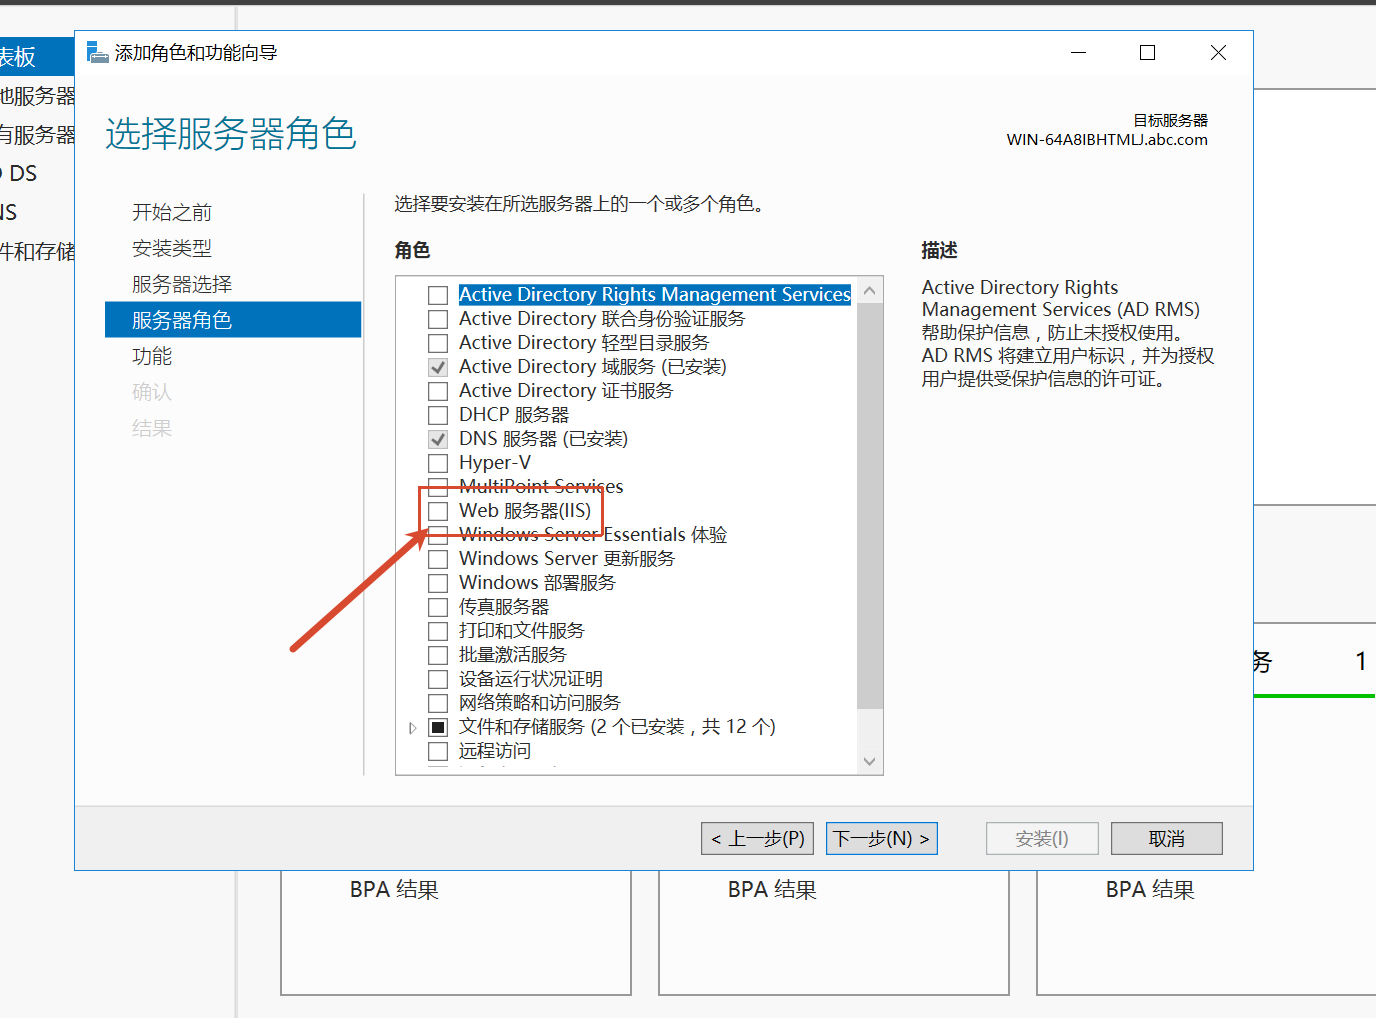 添加角色和功能向导
选择服务器角色
目标服务器
WIN-64A8IBHTMLJ.abc.com
表板
地服务器
有服务器
DS
NS
件和存储
开始之前
安装类型
服务器选择
服务器角色
功能
确认
结果
选择要安装在所选服务器上的一个或多个角色。
角色
Active Directory Rights Management Services
Active Directory 联合身份验证服务
Active Directory 轻型目录服务
Active Directory 域服务 (已安装)
Active Directory 证书服务
DHCP 服务器
DNS 服务器 (已安装)
Hyper-V
MultiPoint Services
Web 服务器(IIS)
Windows Server Essentials 体验
Windows Server 更新服务
Windows 部署服务
传真服务器
打印和文件服务
批量激活服务
设备运行状况证明
网络策略和访问服务
文件和存储服务 (2 个已安装，共 12 个)
远程访问
描述
Active Directory Rights
Management Services (AD RMS)
帮助保护信息，防止未授权使用。
AD RMS 将建立用户标识，并为授权
用户提供受保护信息的许可证。
务 1
< 上一步(P)
下一步(N) >
安装(I)
取消
BPA 结果
BPA 结果
BPA 结果